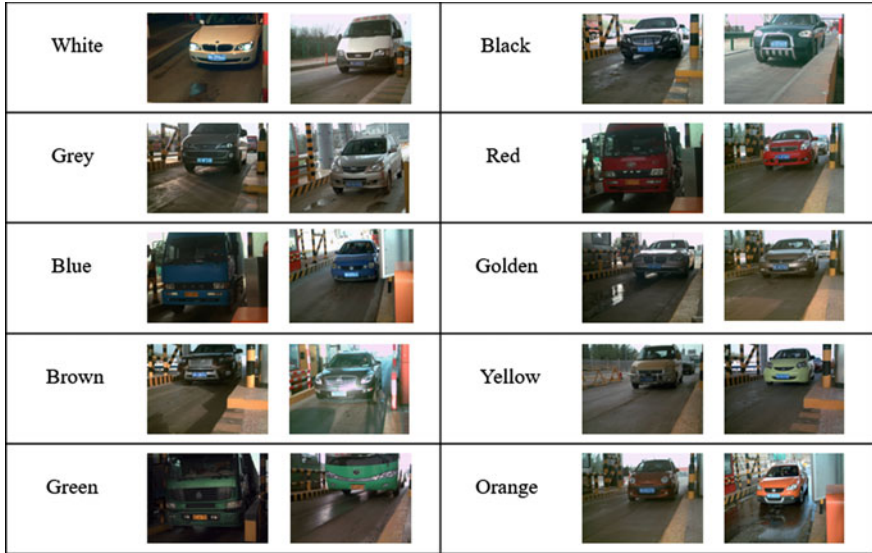 White
Black
Grey
Red
Blue
Golden
Brown
Yellow
Green
Orange